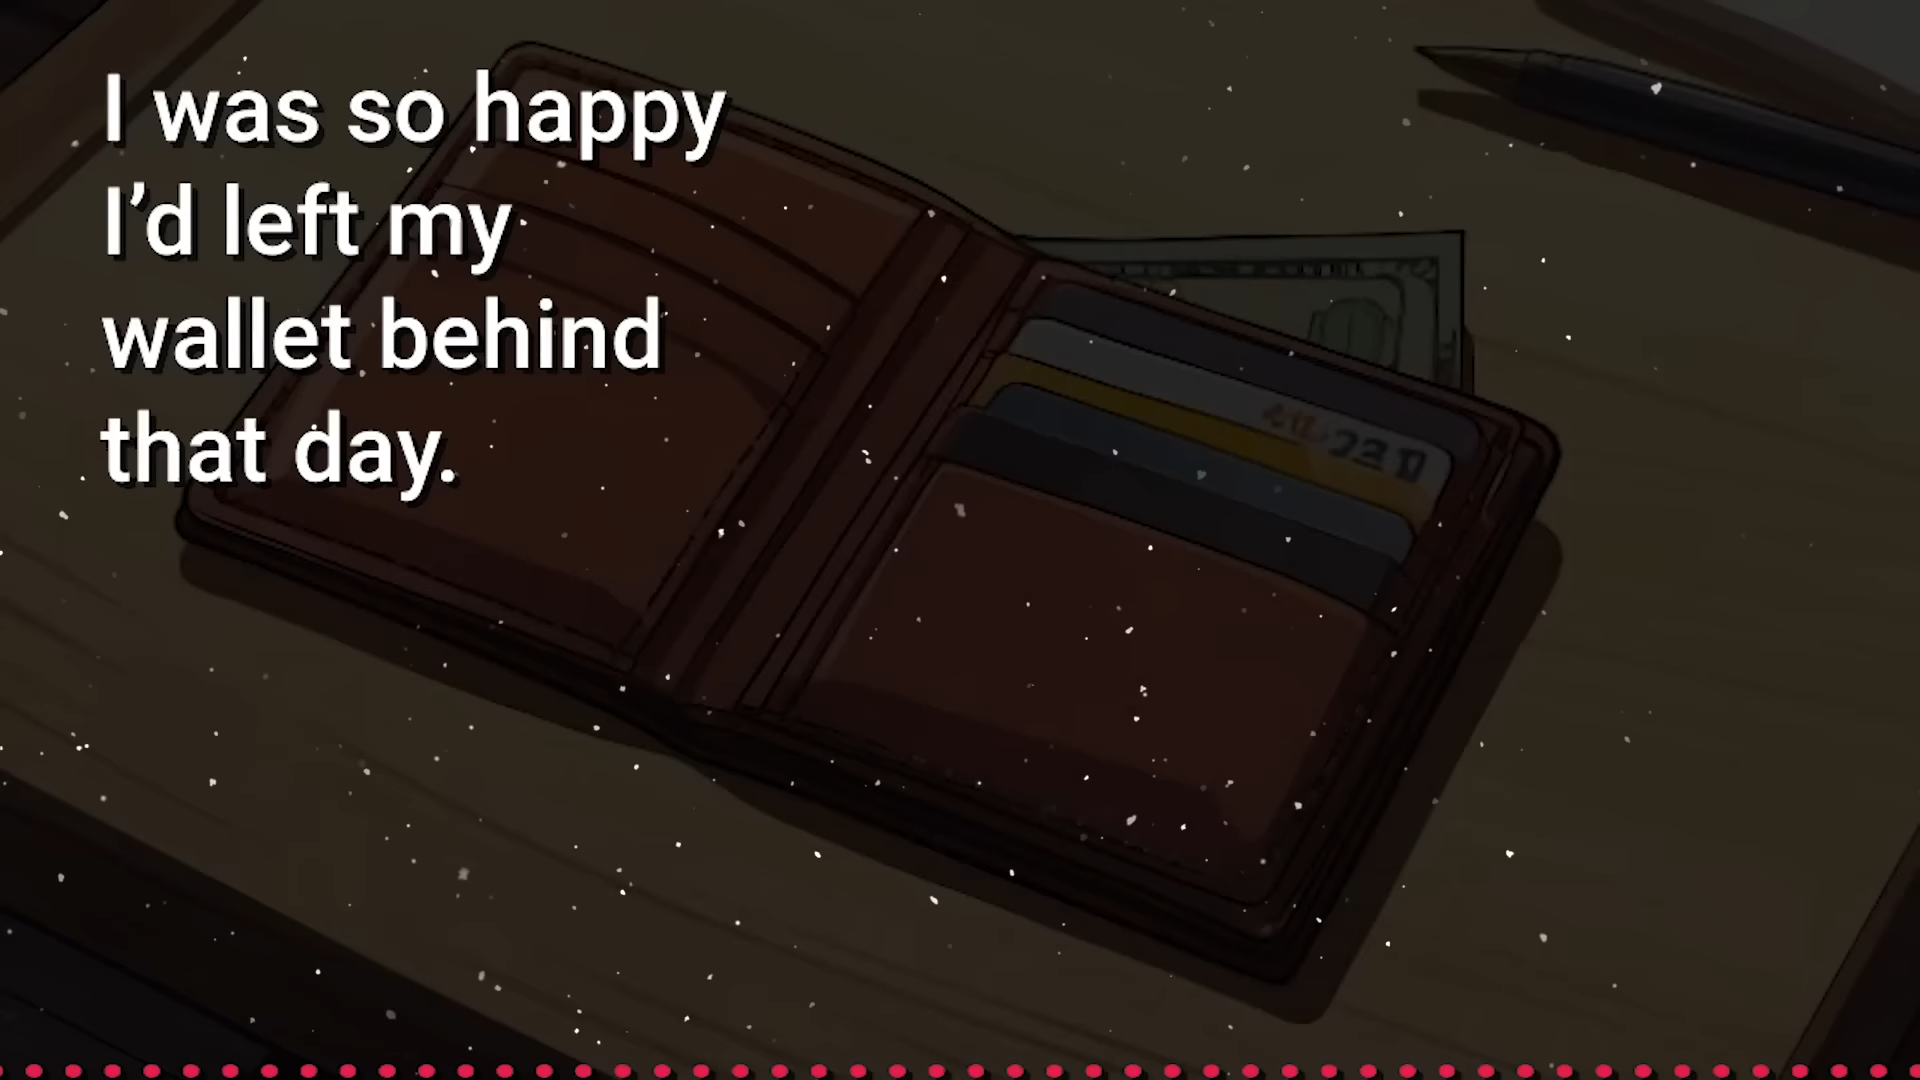 I was so happy
I’d left my
wallet behind
that day.